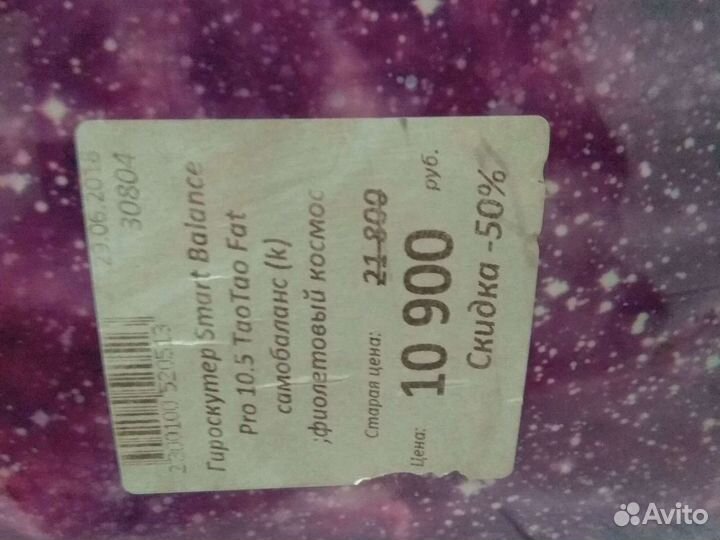 29.06.2018
30804
2300100 520513
Гироскутер Smart Balance
Pro 10.5 TaoTao Fat
самобаланс (k)
;фиолетовый космос
Старая цена: 21 800
Цена: 10 900 руб.
Скидка -50%
Avito